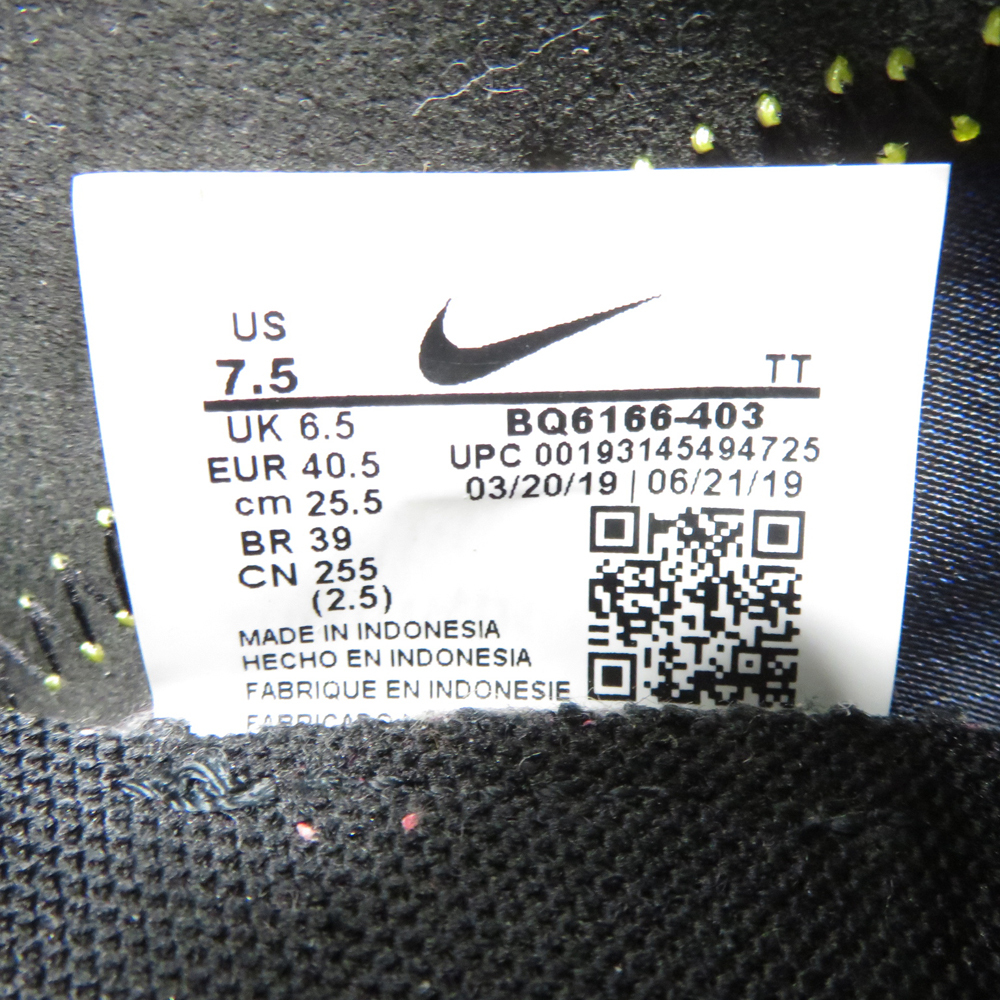 US
7.5
TT
UK 6.5
EUR 40.5
cm 25.5
BR 39
CN 255
(2.5)
BQ6166-403
UPC 00193145494725
03/20/19 | 06/21/19
MADE IN INDONESIA
HECHO EN INDONESIA
FABRIQUE EN INDONESIE